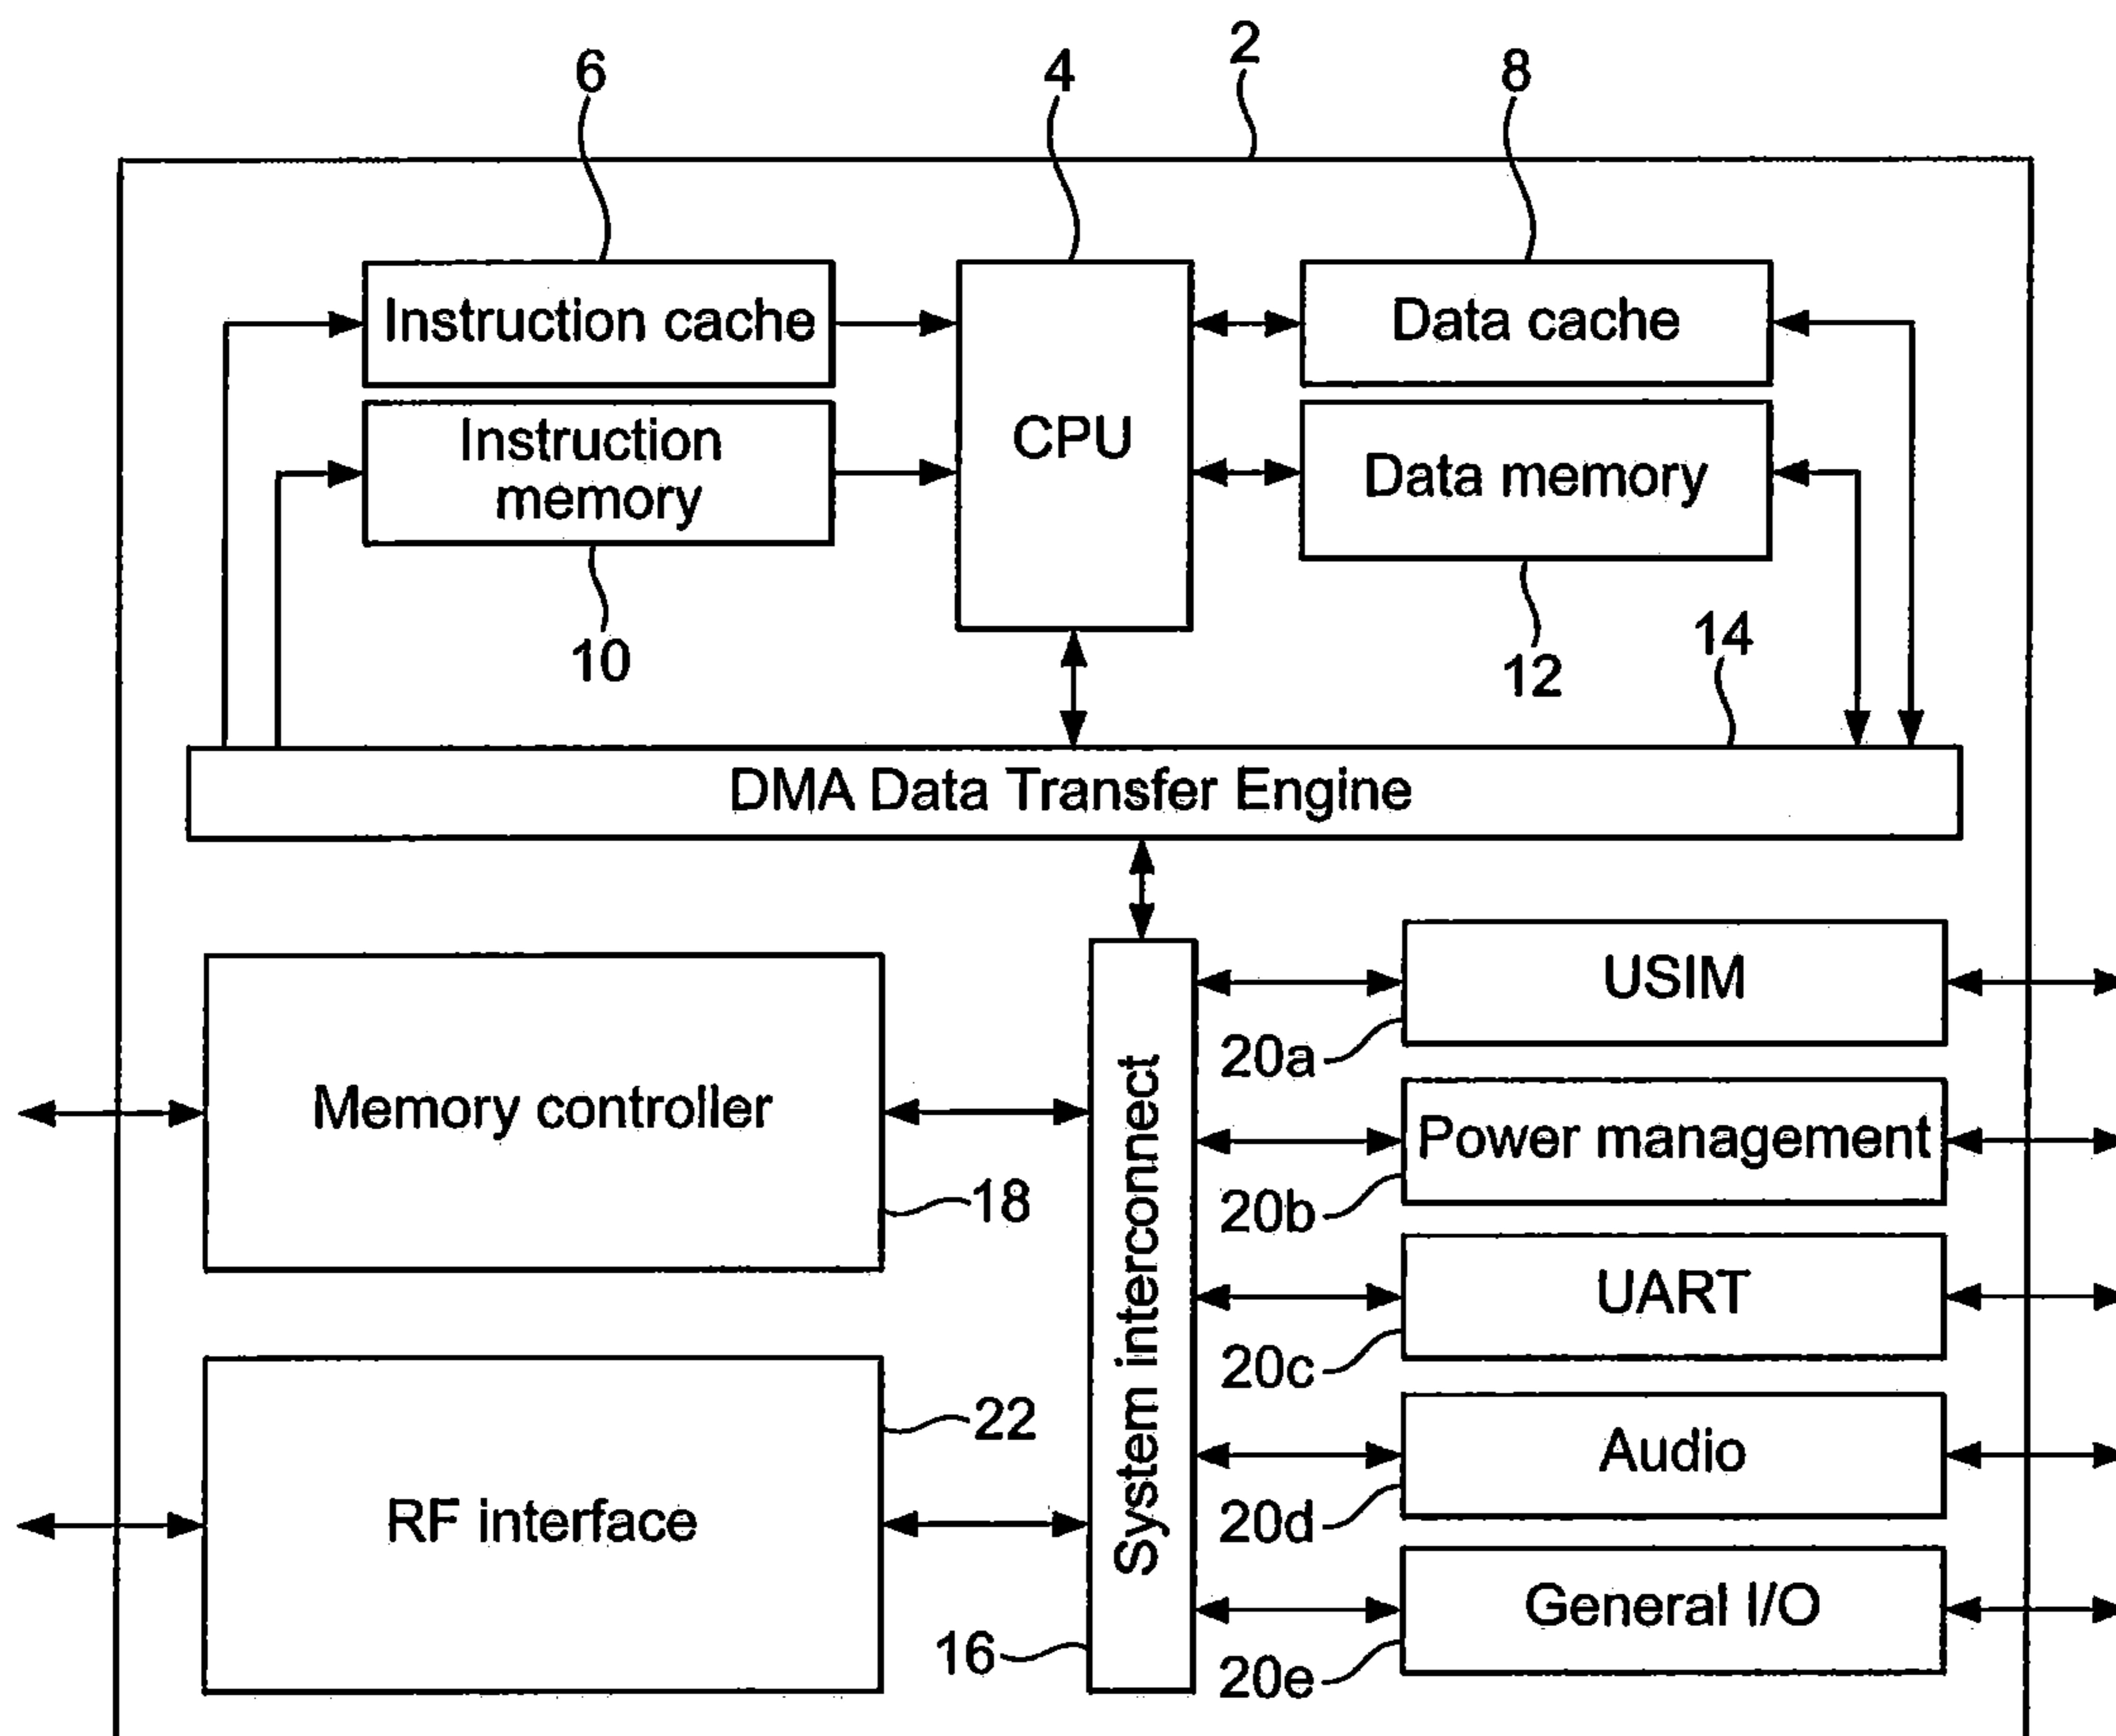 2
6
4
8
Instruction cache
Data cache
CPU
Instruction
memory
Data memory
10
12
14
DMA Data Transfer Engine
USIM
20a
Memory controller
Power management
18
20b
System interconnect
UART
20c
22
Audio
RF interface
20d
General I/O
16
20e